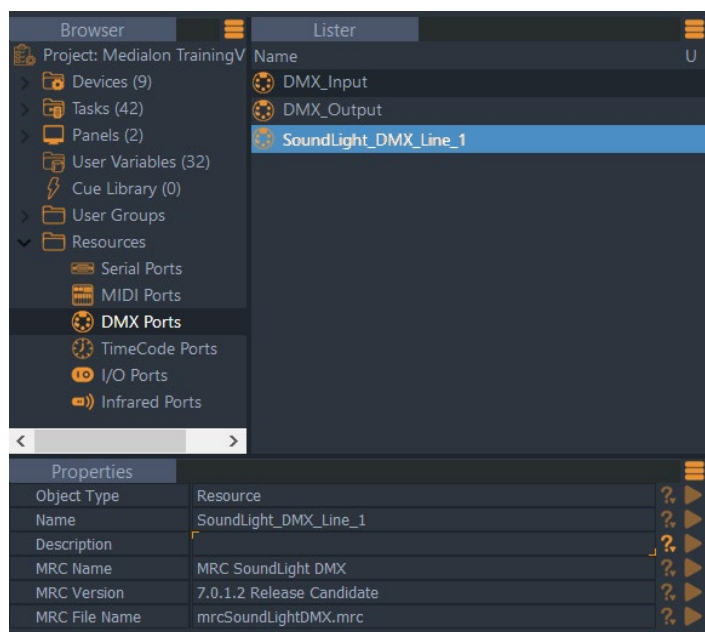 Browser
Project: Medialon TrainingV
Devices (9)
Tasks (42)
Panels (2)
User Variables (32)
Cue Library (0)
User Groups
Resources
Serial Ports
MIDI Ports
DMX Ports
TimeCode Ports
I/O Ports
Infrared Ports
Lister
Name U
DMX_Input
DMX_Output
SoundLight_DMX_Line_1
Properties
Object Type Resource
Name SoundLight_DMX_Line_1
Description
MRC Name MRC SoundLight DMX
MRC Version 7.0.1.2 Release Candidate
MRC File Name mrcSoundLightDMX.mrc